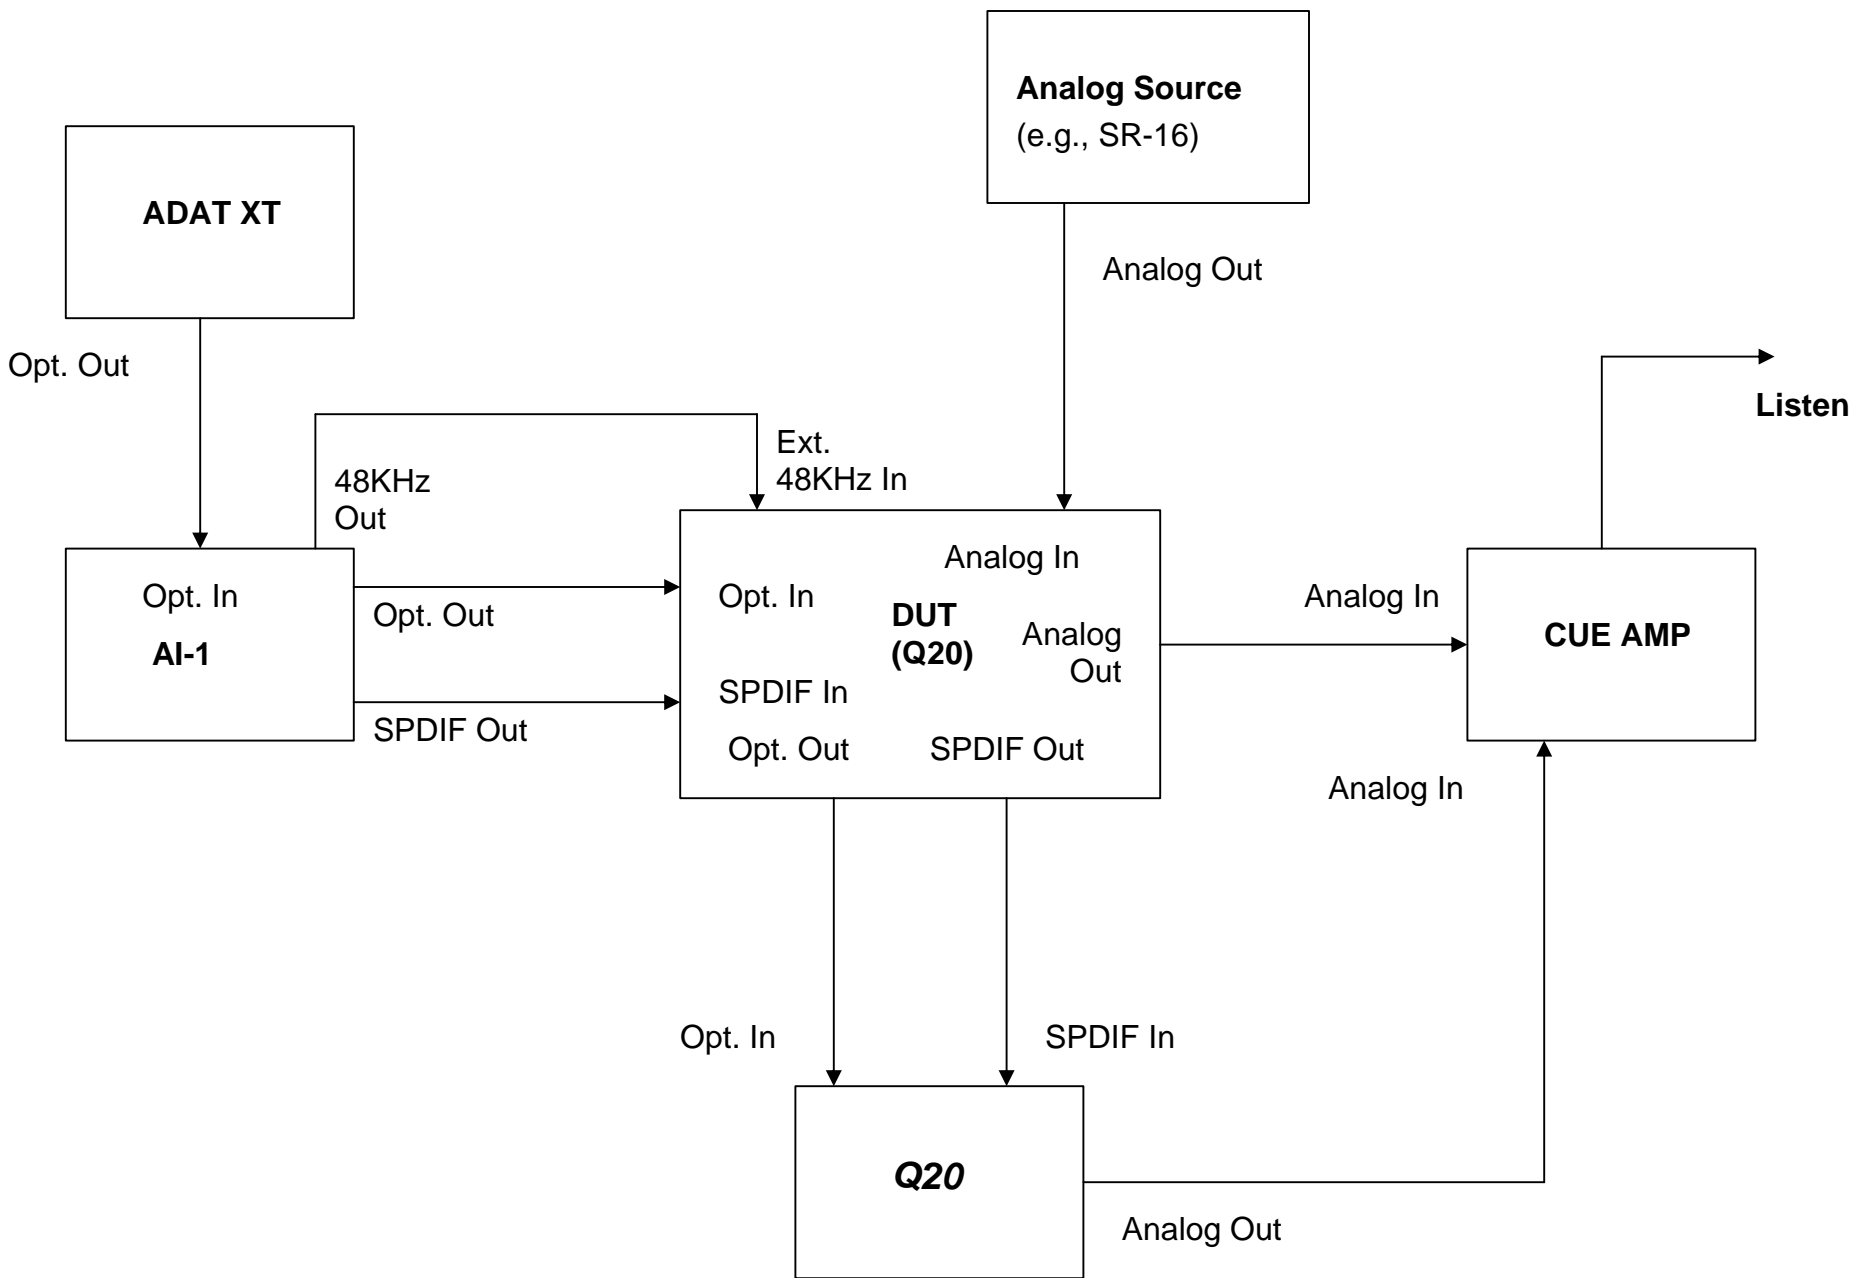 Analog Source
(e.g., SR-16)
ADAT XT
Analog Out
Opt. Out
Listen
Ext.
48KHz In
48KHz
Out
Analog In
Opt. In
Opt. Out
Opt. In
DUT
(Q20)
Analog
Out
Analog In
CUE AMP
AI-1
SPDIF In
SPDIF Out
Opt. Out
SPDIF Out
Analog In
Opt. In
SPDIF In
Q20
Analog Out